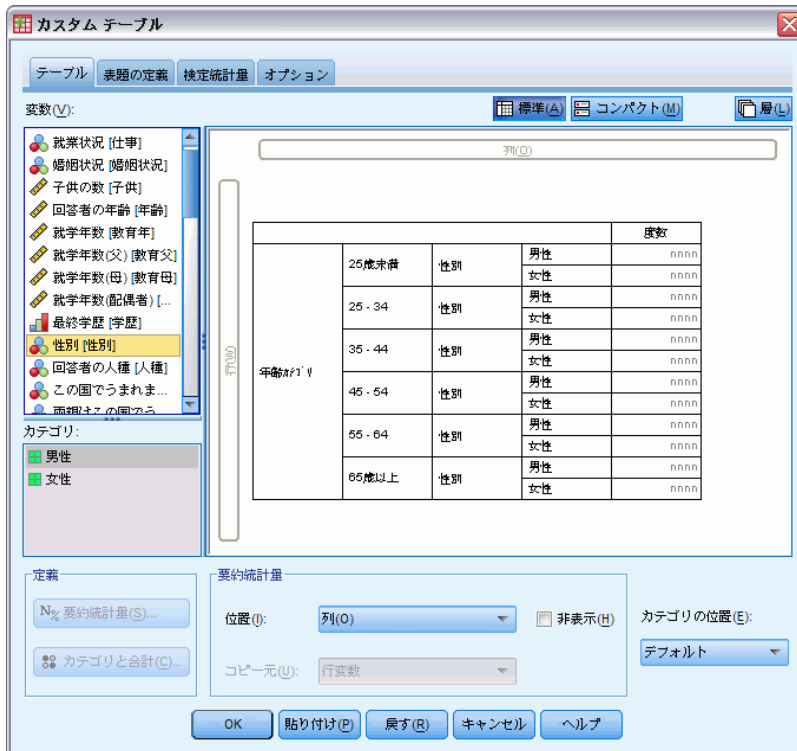 カスタム テーブル
テーブル 表題の定義 検定統計量 オプション
変数(V):
標準(A) コンパクト(M) 層(L)
就業状況 [仕事]
婚姻状況 [婚姻状況]
子供の数 [子供]
回答者の年齢 [年齢]
就学年数 [教育年]
就学年数(父) [教育父]
就学年数(母) [教育母]
就学年数(配偶者) [...
最終学歴 [学歴]
性別 [性別]
回答者の人種 [人種]
この国でうまれま...
両親はこの国でう
カテゴリ:
男性
女性
列(O)
行(W)
度数
年齢ｶﾃｺﾞﾘ
25歳未満 性別 男性 nnnn
女性 nnnn
25 - 34 性別 男性 nnnn
女性 nnnn
35 - 44 性別 男性 nnnn
女性 nnnn
45 - 54 性別 男性 nnnn
女性 nnnn
55 - 64 性別 男性 nnnn
女性 nnnn
65歳以上 性別 男性 nnnn
女性 nnnn
定義
N% 要約統計量(S)...
カテゴリと合計(C)...
要約統計量
位置(I): 列(O) 非表示(H)
コピー元(U): 行変数
カテゴリの位置(E):
デフォルト
OK 貼り付け(P) 戻す(R) キャンセル ヘルプ